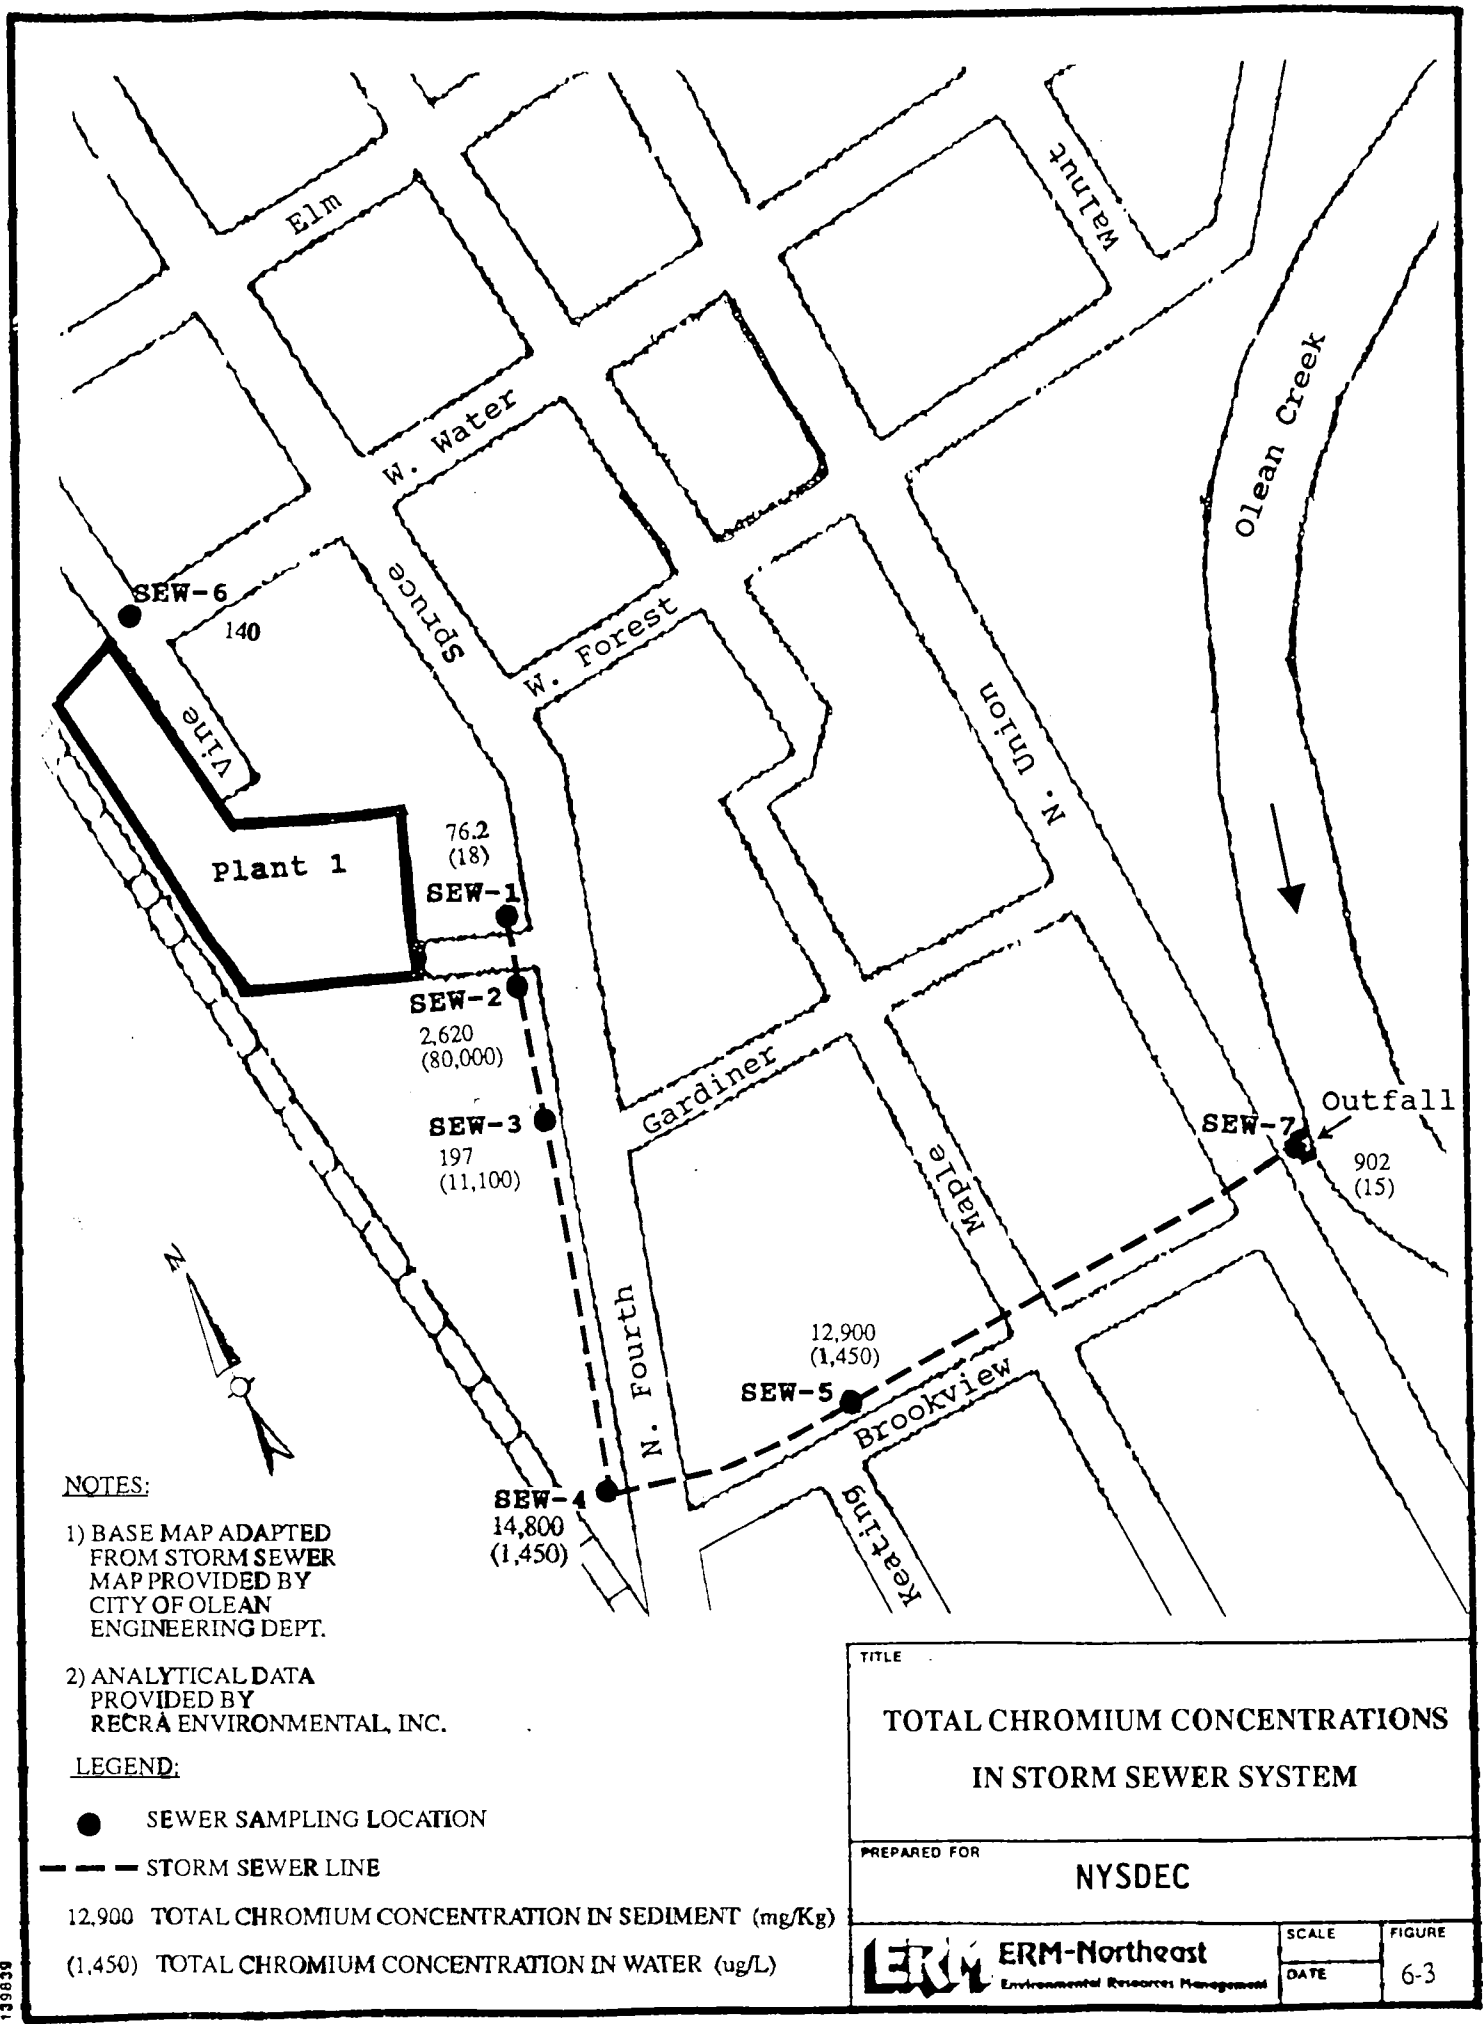 Elm
Walnut
W. Water
Olean Creek
Spruce
SEW-6
140
W. Forest
Vine
N. Union
Plant 1
76.2
(18)
SEW-1
SEW-2
2,620
(80,000)
Gardiner
SEW-3
197
(11,100)
Outfall
SEW-7
902
(15)
Maple
N
N. Fourth
12,900
(1,450)
SEW-5
Brookview
SEW-4
14,800
(1,450)
Keating
NOTES:
1) BASE MAP ADAPTED
FROM STORM SEWER
MAP PROVIDED BY
CITY OF OLEAN
ENGINEERING DEPT.
2) ANALYTICAL DATA
PROVIDED BY
RECRA ENVIRONMENTAL, INC.
LEGEND:
SEWER SAMPLING LOCATION
STORM SEWER LINE
12,900 TOTAL CHROMIUM CONCENTRATION IN SEDIMENT (mg/Kg)
(1,450) TOTAL CHROMIUM CONCENTRATION IN WATER (ug/L)
TITLE
TOTAL CHROMIUM CONCENTRATIONS
IN STORM SEWER SYSTEM
PREPARED FOR
NYSDEC
ERM ERM-Northeast
Environmental Resources Management
SCALE
DATE
FIGURE
6-3
139839